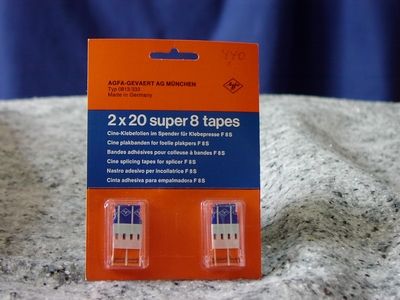 YYO
AGFA-GEVAERT AG MÜNCHEN
Typ 0813/333
Made in Germany
2 x 20 super 8 tapes
Cine-Klebefolien im Spender für Klebepresse F 8 S
Cine plakbanden for foelie plakpers F 8 S
Bandes adhésives pour colleuse à bandes F 8 S
Cine splicing tapes for splicer F 8 S
Nastro adesivo per incollatrice F 8 S
Cinta adhesiva para empalmadora F 8 S